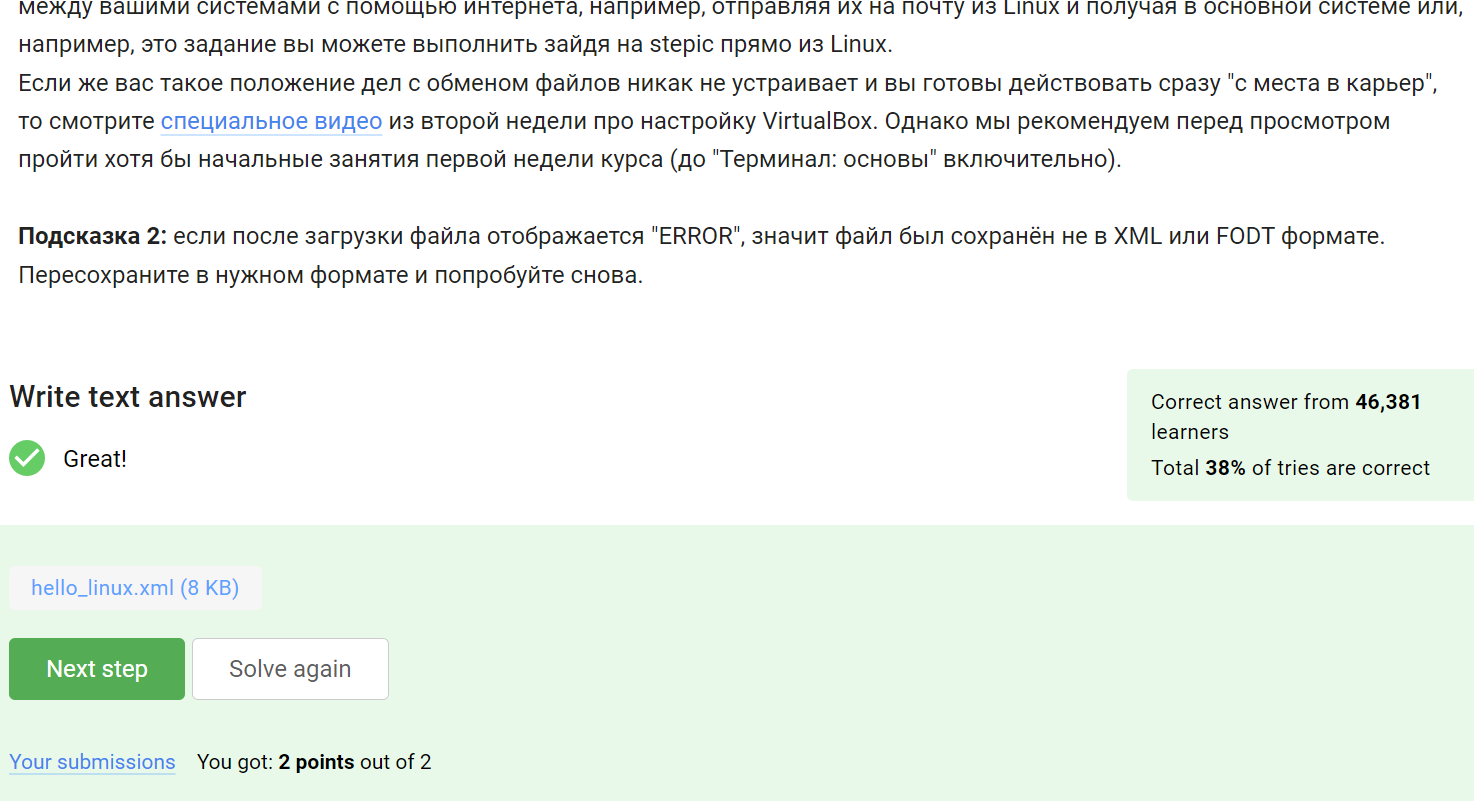 между вашими системами с помощью интернета, например, отправляя их на почту из Linux и получая в основной системе или,
например, это задание вы можете выполнить зайдя на stepic прямо из Linux.
Если же вас такое положение дел с обменом файлов никак не устраивает и вы готовы действовать сразу "с места в карьер",
то смотрите специальное видео из второй недели про настройку VirtualBox. Однако мы рекомендуем перед просмотром
пройти хотя бы начальные занятия первой недели курса (до "Терминал: основы" включительно).
Подсказка 2: если после загрузки файла отображается "ERROR", значит файл был сохранён не в XML или FODT формате.
Пересохраните в нужном формате и попробуйте снова.
Write text answer
Great!
Correct answer from 46,381
learners
Total 38% of tries are correct
hello_linux.xml (8 KB)
Next step
Solve again
Your submissions You got: 2 points out of 2